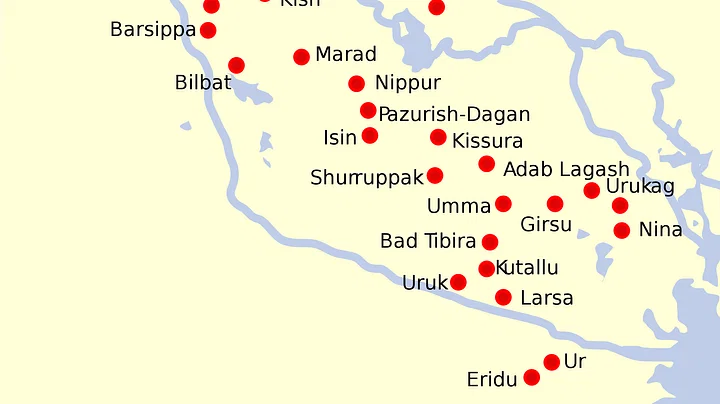 Kish
Barsippa
Marad
Bilbat
Nippur
Pazurish-Dagan
Isin
Kissura
Adab Lagash
Shurruppak
Urukag
Umma
Girsu
Nina
Bad Tibira
Kutallu
Uruk
Larsa
Ur
Eridu